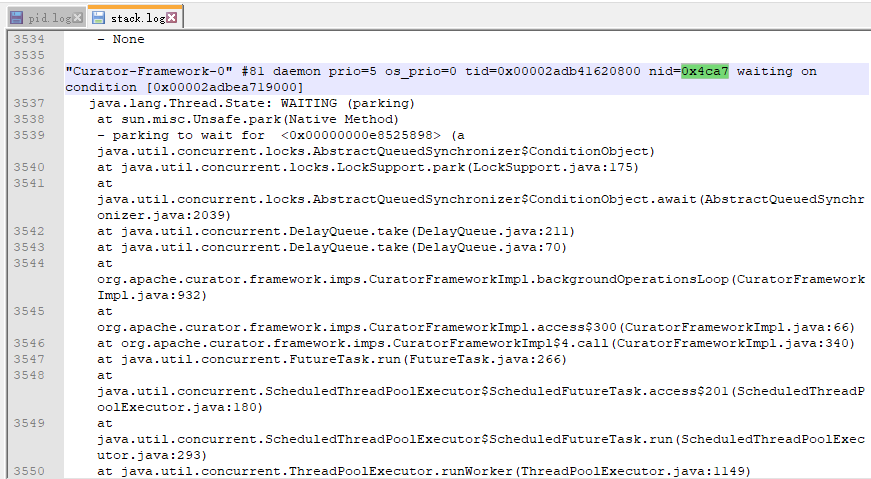 pid.log
stack.log
3534 - None
3535
3536 "Curator-Framework-0" #81 daemon prio=5 os_prio=0 tid=0x00002adb41620800 nid=0x4ca7 waiting on
condition [0x00002adbea719000]
3537 java.lang.Thread.State: WAITING (parking)
3538 at sun.misc.Unsafe.park(Native Method)
3539 - parking to wait for  <0x00000000e8525898> (a
java.util.concurrent.locks.AbstractQueuedSynchronizer$ConditionObject)
3540 at java.util.concurrent.locks.LockSupport.park(LockSupport.java:175)
3541 at
java.util.concurrent.locks.AbstractQueuedSynchronizer$ConditionObject.await(AbstractQueuedSynchr
onizer.java:2039)
3542 at java.util.concurrent.DelayQueue.take(DelayQueue.java:211)
3543 at java.util.concurrent.DelayQueue.take(DelayQueue.java:70)
3544 at
org.apache.curator.framework.imps.CuratorFrameworkImpl.backgroundOperationsLoop(CuratorFramework
Impl.java:932)
3545 at
org.apache.curator.framework.imps.CuratorFrameworkImpl.access$300(CuratorFrameworkImpl.java:66)
3546 at org.apache.curator.framework.imps.CuratorFrameworkImpl$4.call(CuratorFrameworkImpl.java:340)
3547 at java.util.concurrent.FutureTask.run(FutureTask.java:266)
3548 at
java.util.concurrent.ScheduledThreadPoolExecutor$ScheduledFutureTask.access$201(ScheduledThreadP
oolExecutor.java:180)
3549 at
java.util.concurrent.ScheduledThreadPoolExecutor$ScheduledFutureTask.run(ScheduledThreadPoolExec
utor.java:293)
3550 at java.util.concurrent.ThreadPoolExecutor.runWorker(ThreadPoolExecutor.java:1149)